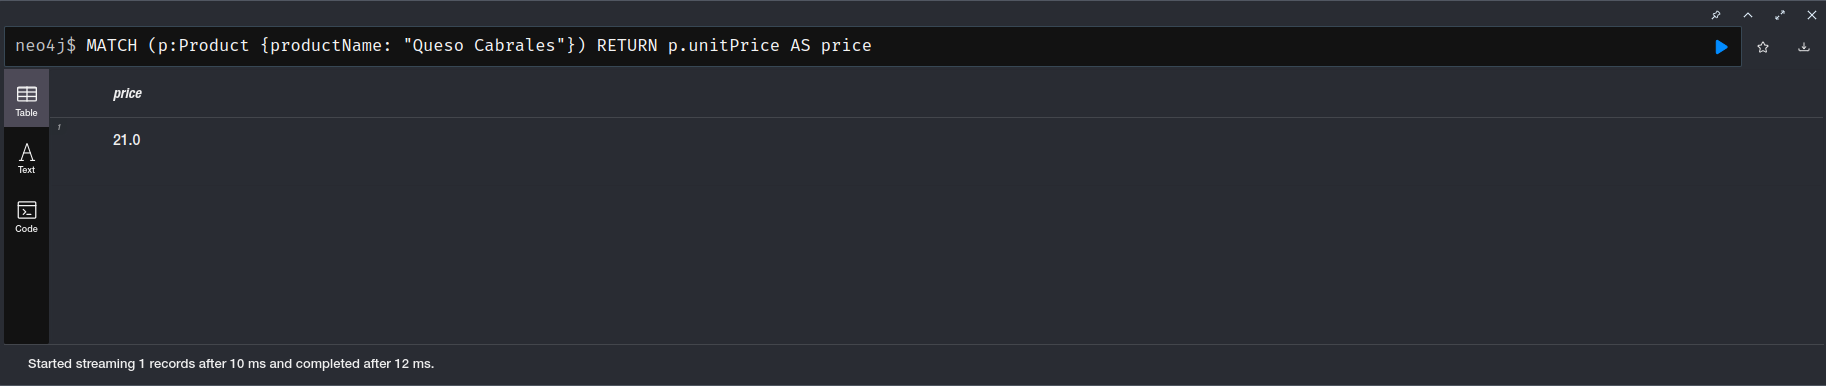 neo4j$ MATCH (p:Product {productName: "Queso Cabrales"}) RETURN p.unitPrice AS price
Table
price
1
21.0
Text
Code
Started streaming 1 records after 10 ms and completed after 12 ms.